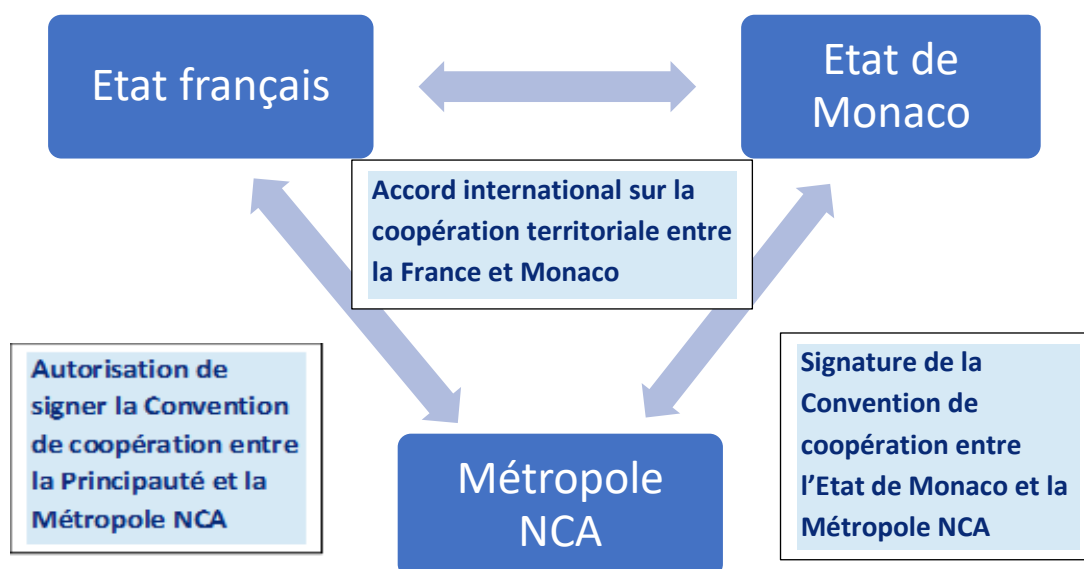 Etat français
Etat de
Monaco
Accord international sur la
coopération territoriale entre
la France et Monaco
Autorisation de
signer la Convention
de coopération entre
la Principauté et la
Métropole NCA
Signature de la
Convention de
coopération entre
l’Etat de Monaco et la
Métropole NCA
Métropole
NCA